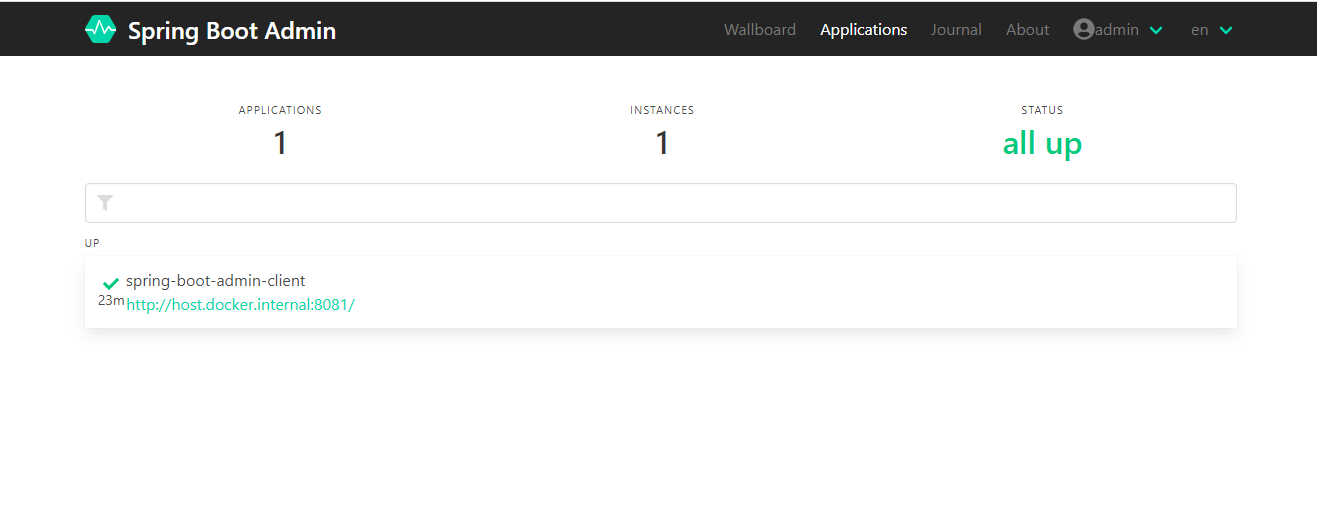 Spring Boot Admin
Wallboard Applications Journal About admin en
APPLICATIONS INSTANCES STATUS
1 1 all up
UP
spring-boot-admin-client
23m http://host.docker.internal:8081/